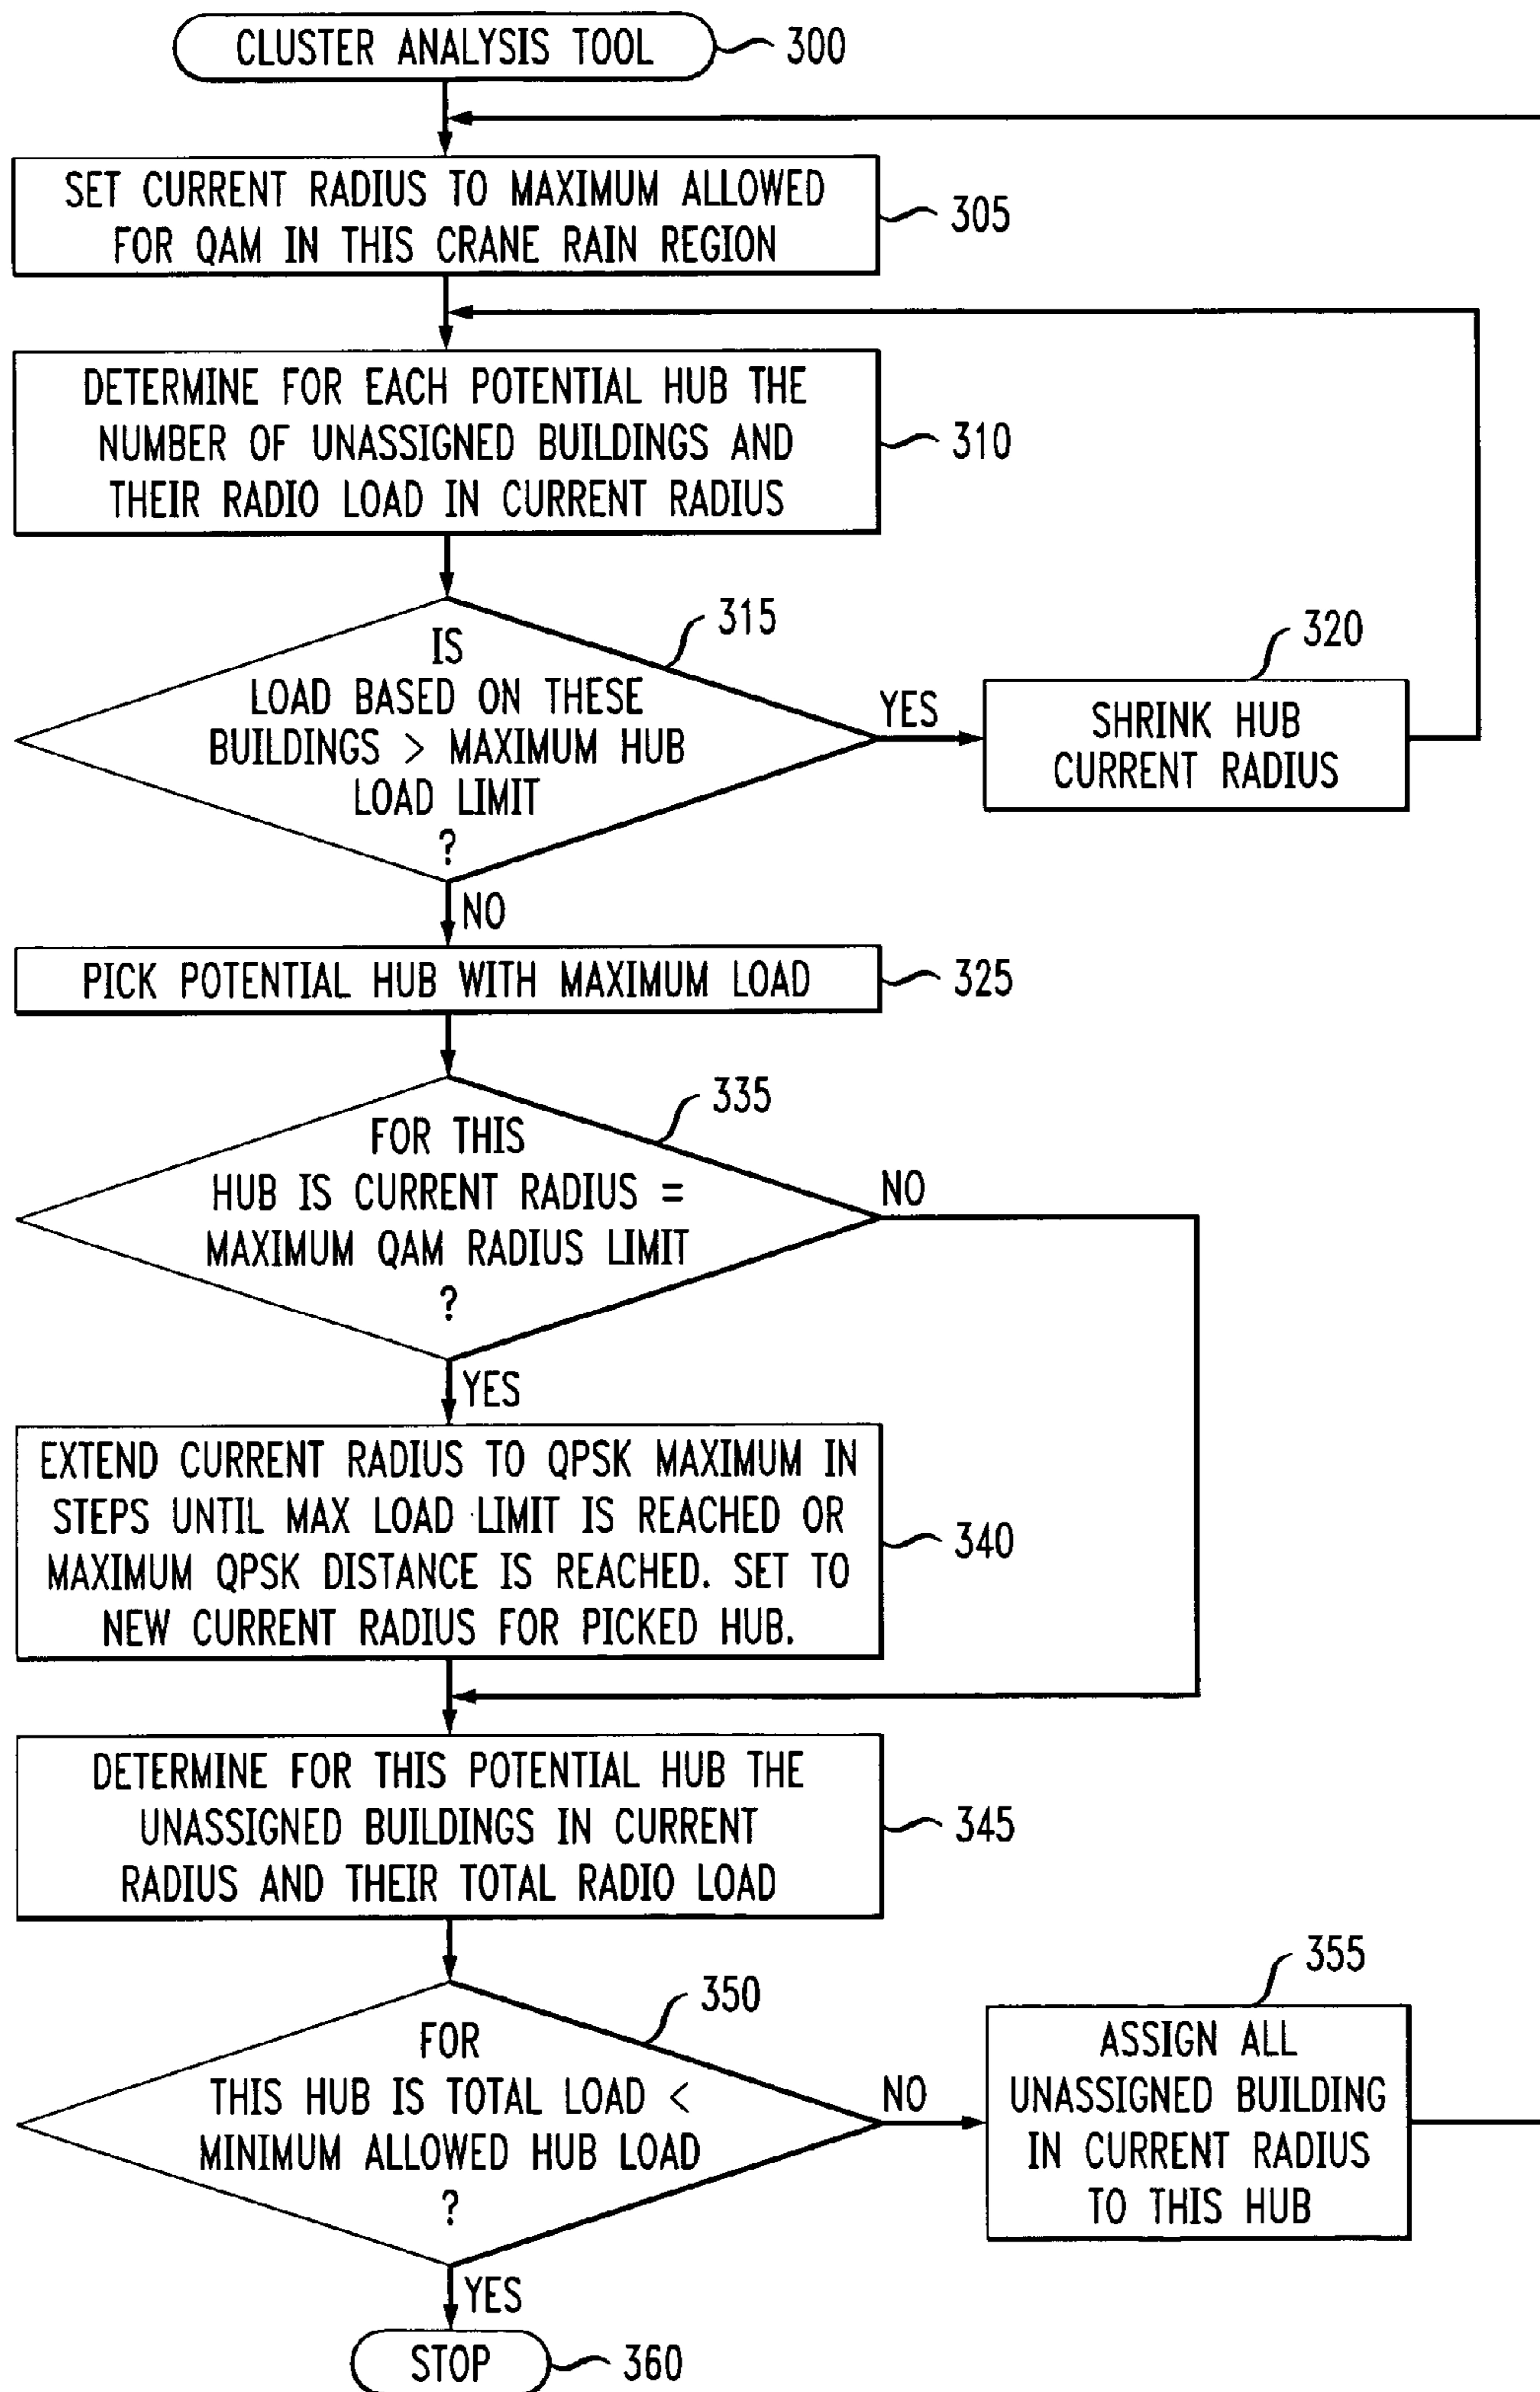 CLUSTER ANALYSIS TOOL
300
SET CURRENT RADIUS TO MAXIMUM ALLOWED
FOR QAM IN THIS CRANE RAIN REGION
305
DETERMINE FOR EACH POTENTIAL HUB THE
NUMBER OF UNASSIGNED BUILDINGS AND
THEIR RADIO LOAD IN CURRENT RADIUS
310
IS
LOAD BASED ON THESE
BUILDINGS > MAXIMUM HUB
LOAD LIMIT
?
315
YES
SHRINK HUB
CURRENT RADIUS
320
NO
PICK POTENTIAL HUB WITH MAXIMUM LOAD
325
FOR THIS
HUB IS CURRENT RADIUS =
MAXIMUM QAM RADIUS LIMIT
?
335
NO
YES
EXTEND CURRENT RADIUS TO QPSK MAXIMUM IN
STEPS UNTIL MAX LOAD LIMIT IS REACHED OR
MAXIMUM QPSK DISTANCE IS REACHED. SET TO
NEW CURRENT RADIUS FOR PICKED HUB.
340
DETERMINE FOR THIS POTENTIAL HUB THE
UNASSIGNED BUILDINGS IN CURRENT
RADIUS AND THEIR TOTAL RADIO LOAD
345
FOR
THIS HUB IS TOTAL LOAD <
MINIMUM ALLOWED HUB LOAD
?
350
NO
ASSIGN ALL
UNASSIGNED BUILDING
IN CURRENT RADIUS
TO THIS HUB
355
YES
STOP
360